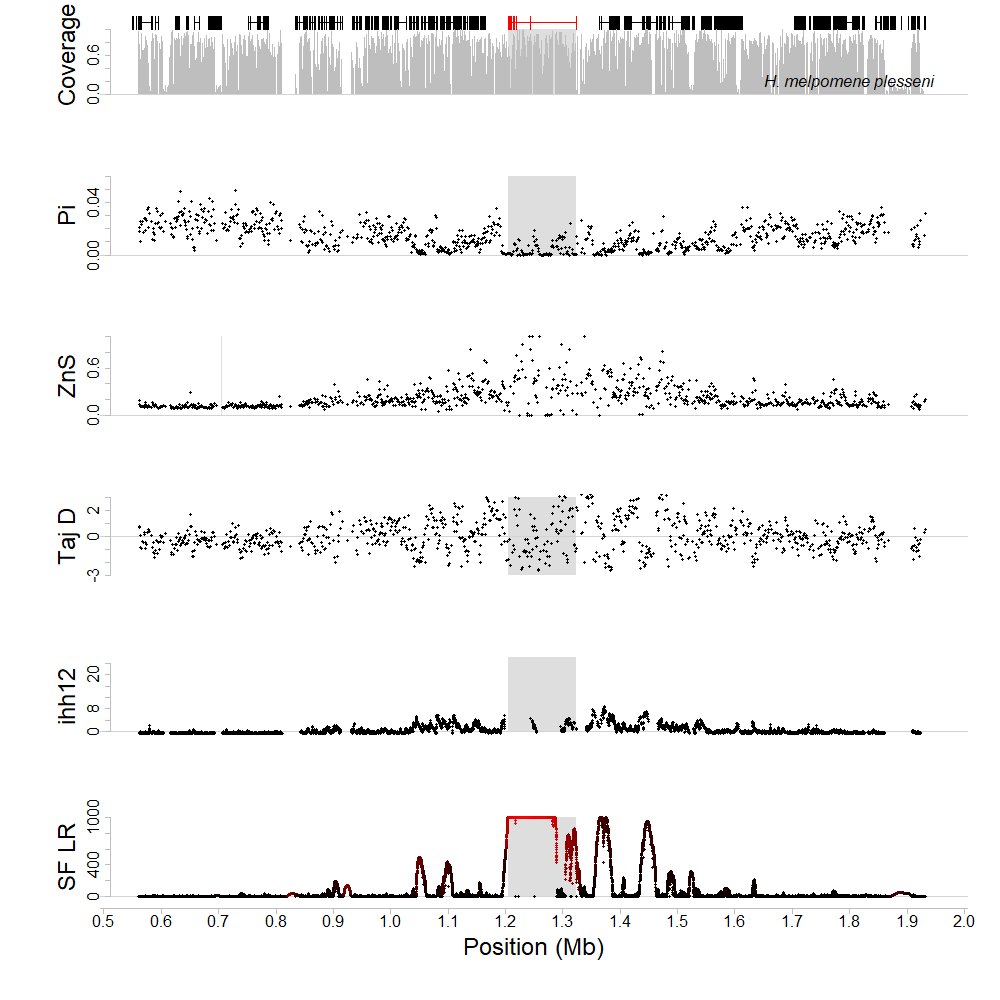 Coverage
0.0
0.6
H. melpomene plesseni
Pi
0.00
0.04
ZnS
0.0
0.6
Taj D
-3
0
2
ihh12
0
8
20
SF LR
0
400
1000
0.5 0.6 0.7 0.8 0.9 1.0 1.1 1.2 1.3 1.4 1.5 1.6 1.7 1.8 1.9 2.0
Position (Mb)